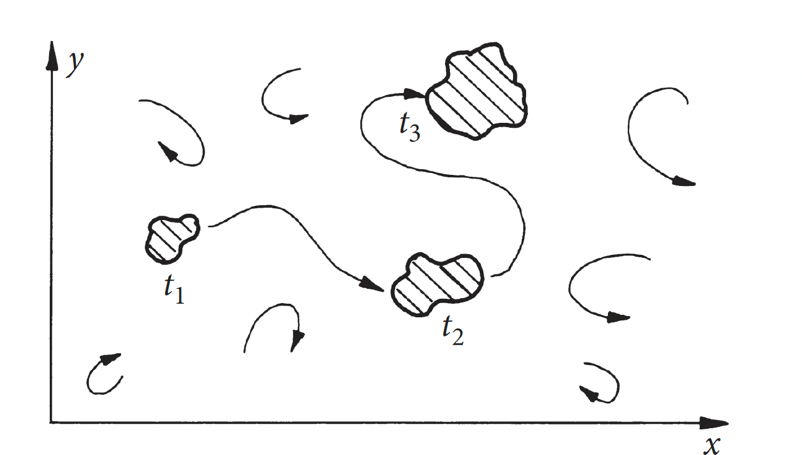 y
t₃
t₁
t₂
x